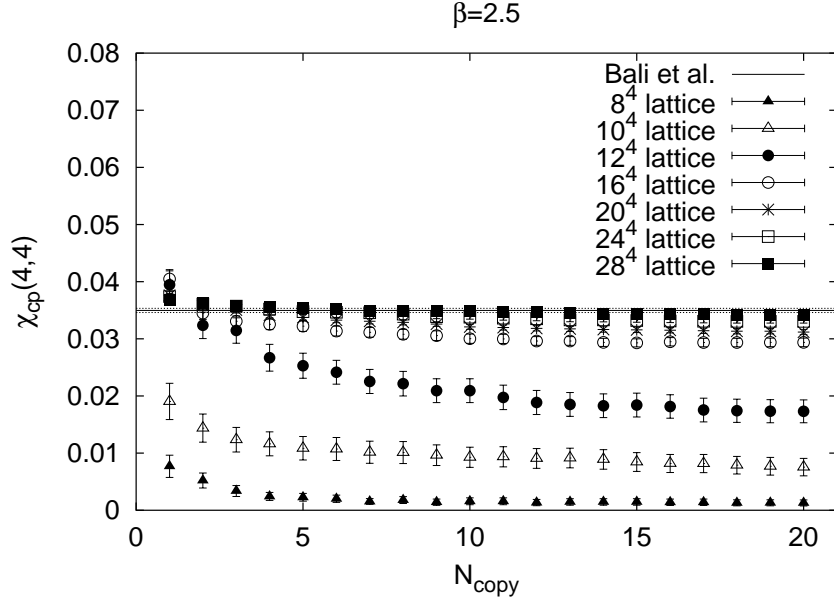 β=2.5
χcp(4,4)
0.08
0.07
0.06
0.05
0.04
0.03
0.02
0.01
0
Bali et al.
8⁴ lattice
10⁴ lattice
12⁴ lattice
16⁴ lattice
20⁴ lattice
24⁴ lattice
28⁴ lattice
0 5 10 15 20
Ncopy